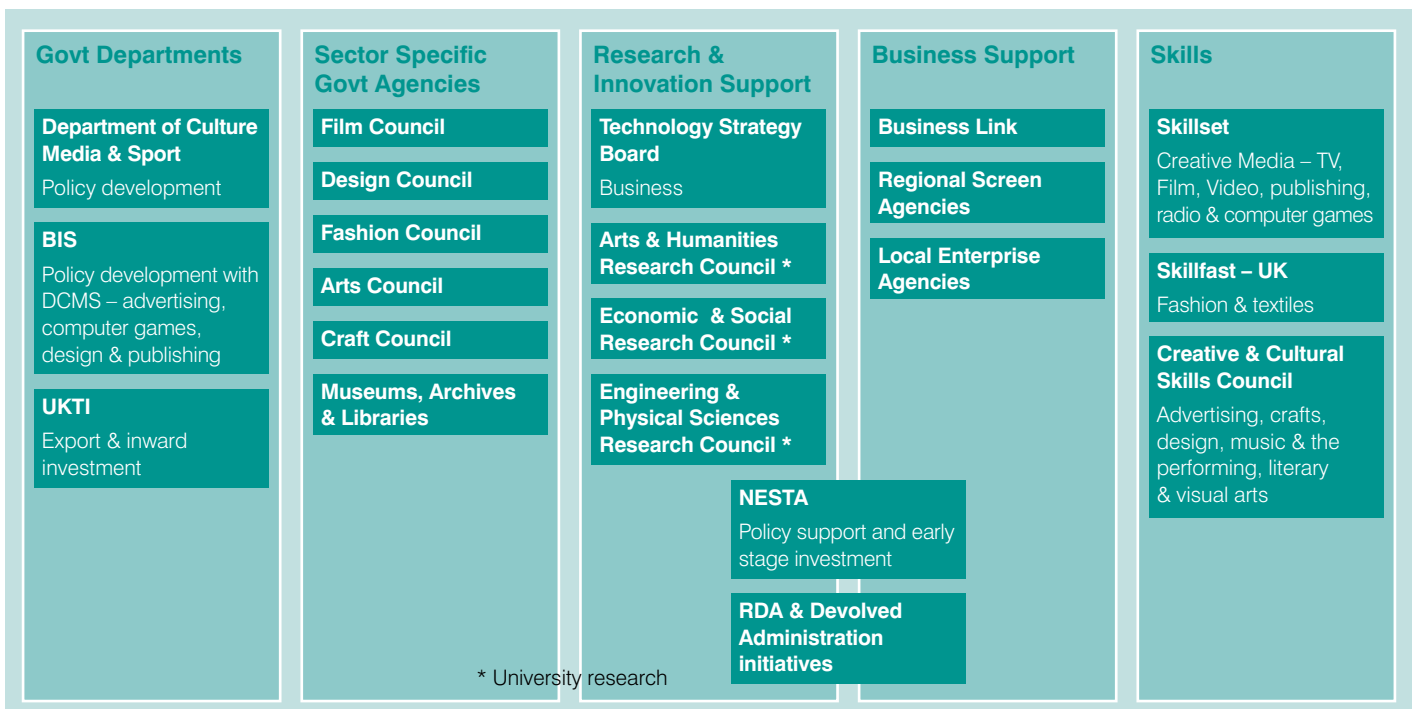 Govt Departments
Department of Culture
Media & Sport
Policy development
BIS
Policy development with
DCMS – advertising,
computer games,
design & publishing
UKTI
Export & inward
investment
Sector Specific
Govt Agencies
Film Council
Design Council
Fashion Council
Arts Council
Craft Council
Museums, Archives
& Libraries
Research &
Innovation Support
Technology Strategy
Board
Business
Arts & Humanities
Research Council *
Economic & Social
Research Council *
Engineering &
Physical Sciences
Research Council *
NESTA
Policy support and early
stage investment
RDA & Devolved
Administration
initiatives
Business Support
Business Link
Regional Screen
Agencies
Local Enterprise
Agencies
Skills
Skillset
Creative Media – TV,
Film, Video, publishing,
radio & computer games
Skillfast – UK
Fashion & textiles
Creative & Cultural
Skills Council
Advertising, crafts,
design, music & the
performing, literary
& visual arts
* University research